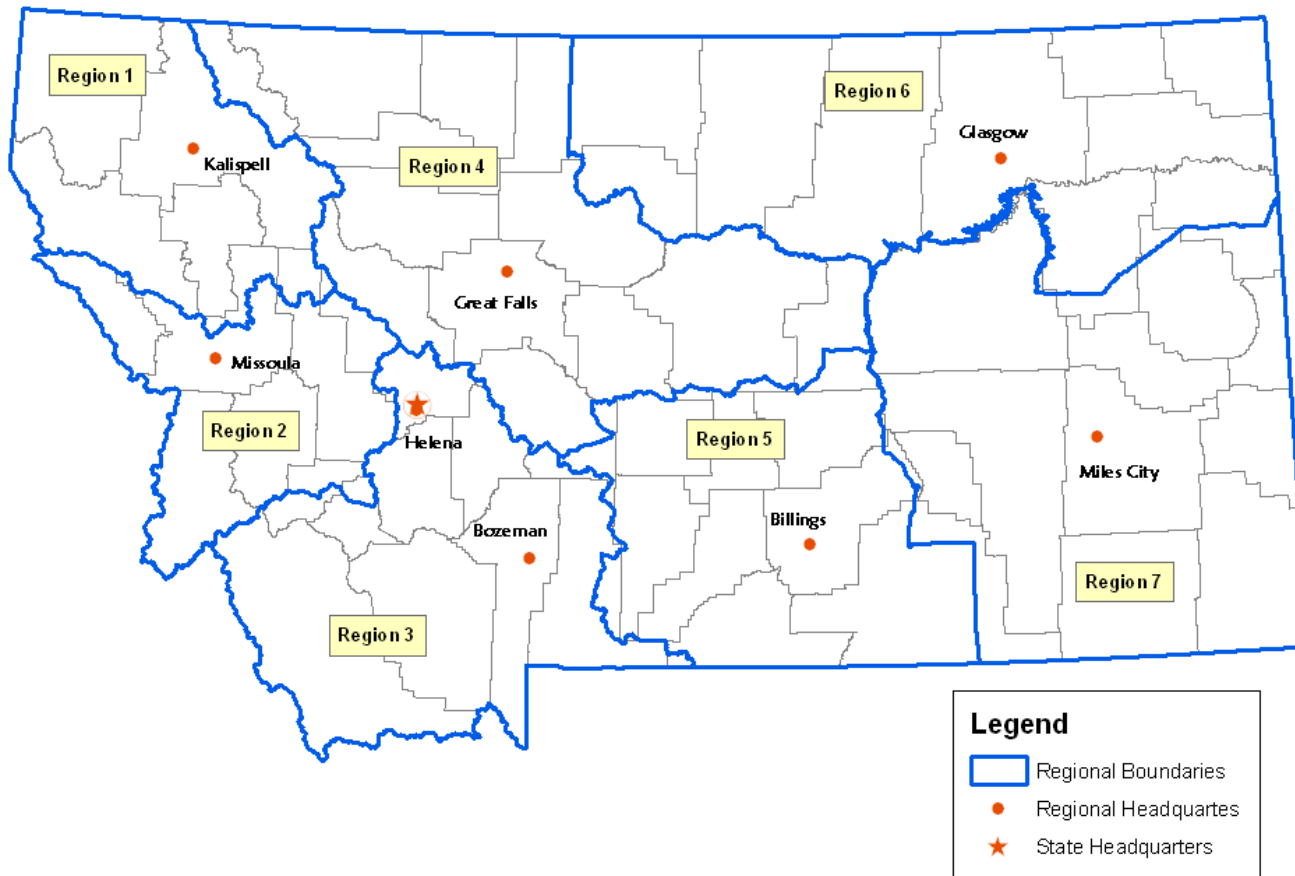 Region 1
Region 6
Glasgow
Kalispell
Region 4
Great Falls
Missoula
Region 2
Helena
Region 5
Miles City
Billings
Bozeman
Region 7
Region 3
Legend
Regional Boundaries
Regional Headquartes
State Headquarters